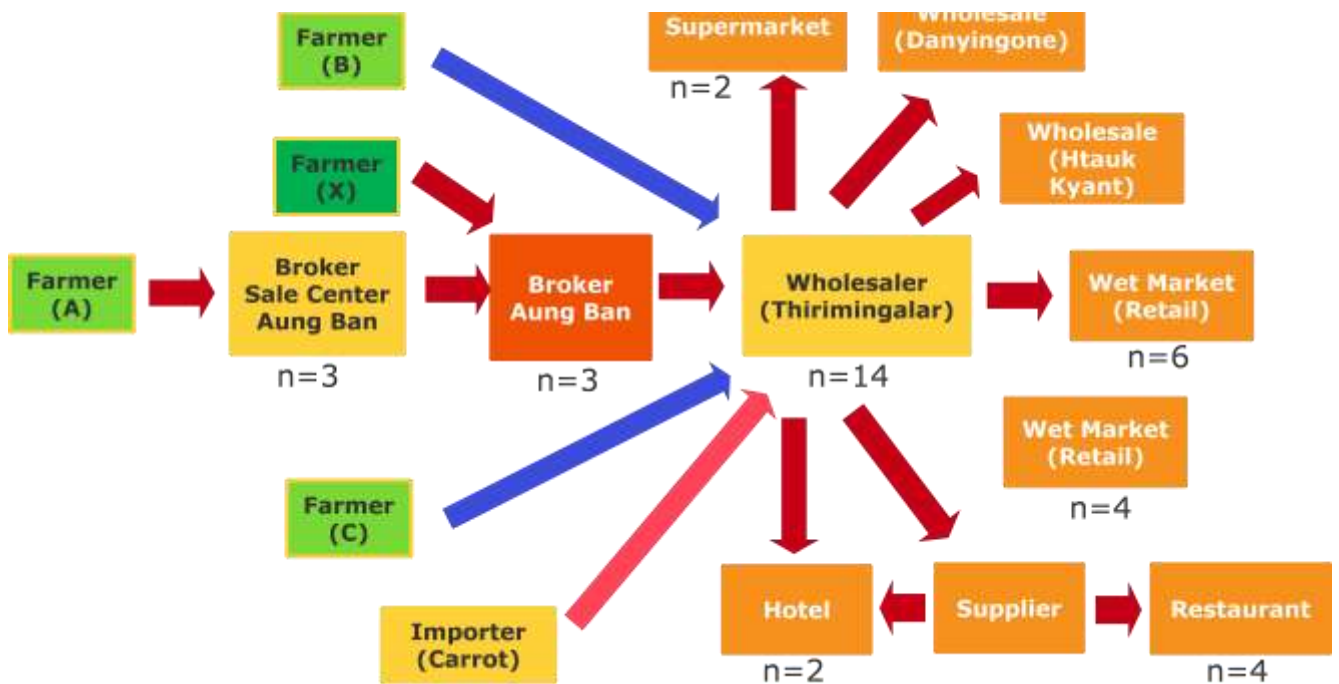 Farmer
(B)
Supermarket
n=2
Wholesale
(Danyingone)
Farmer
(X)
Wholesale
(Htauk
Kyant)
Farmer
(A)
Broker
Sale Center
Aung Ban
n=3
Broker
Aung Ban
n=3
Wholesaler
(Thirimingalar)
n=14
Wet Market
(Retail)
n=6
Wet Market
(Retail)
n=4
Farmer
(C)
Importer
(Carrot)
Hotel
n=2
Supplier
Restaurant
n=4